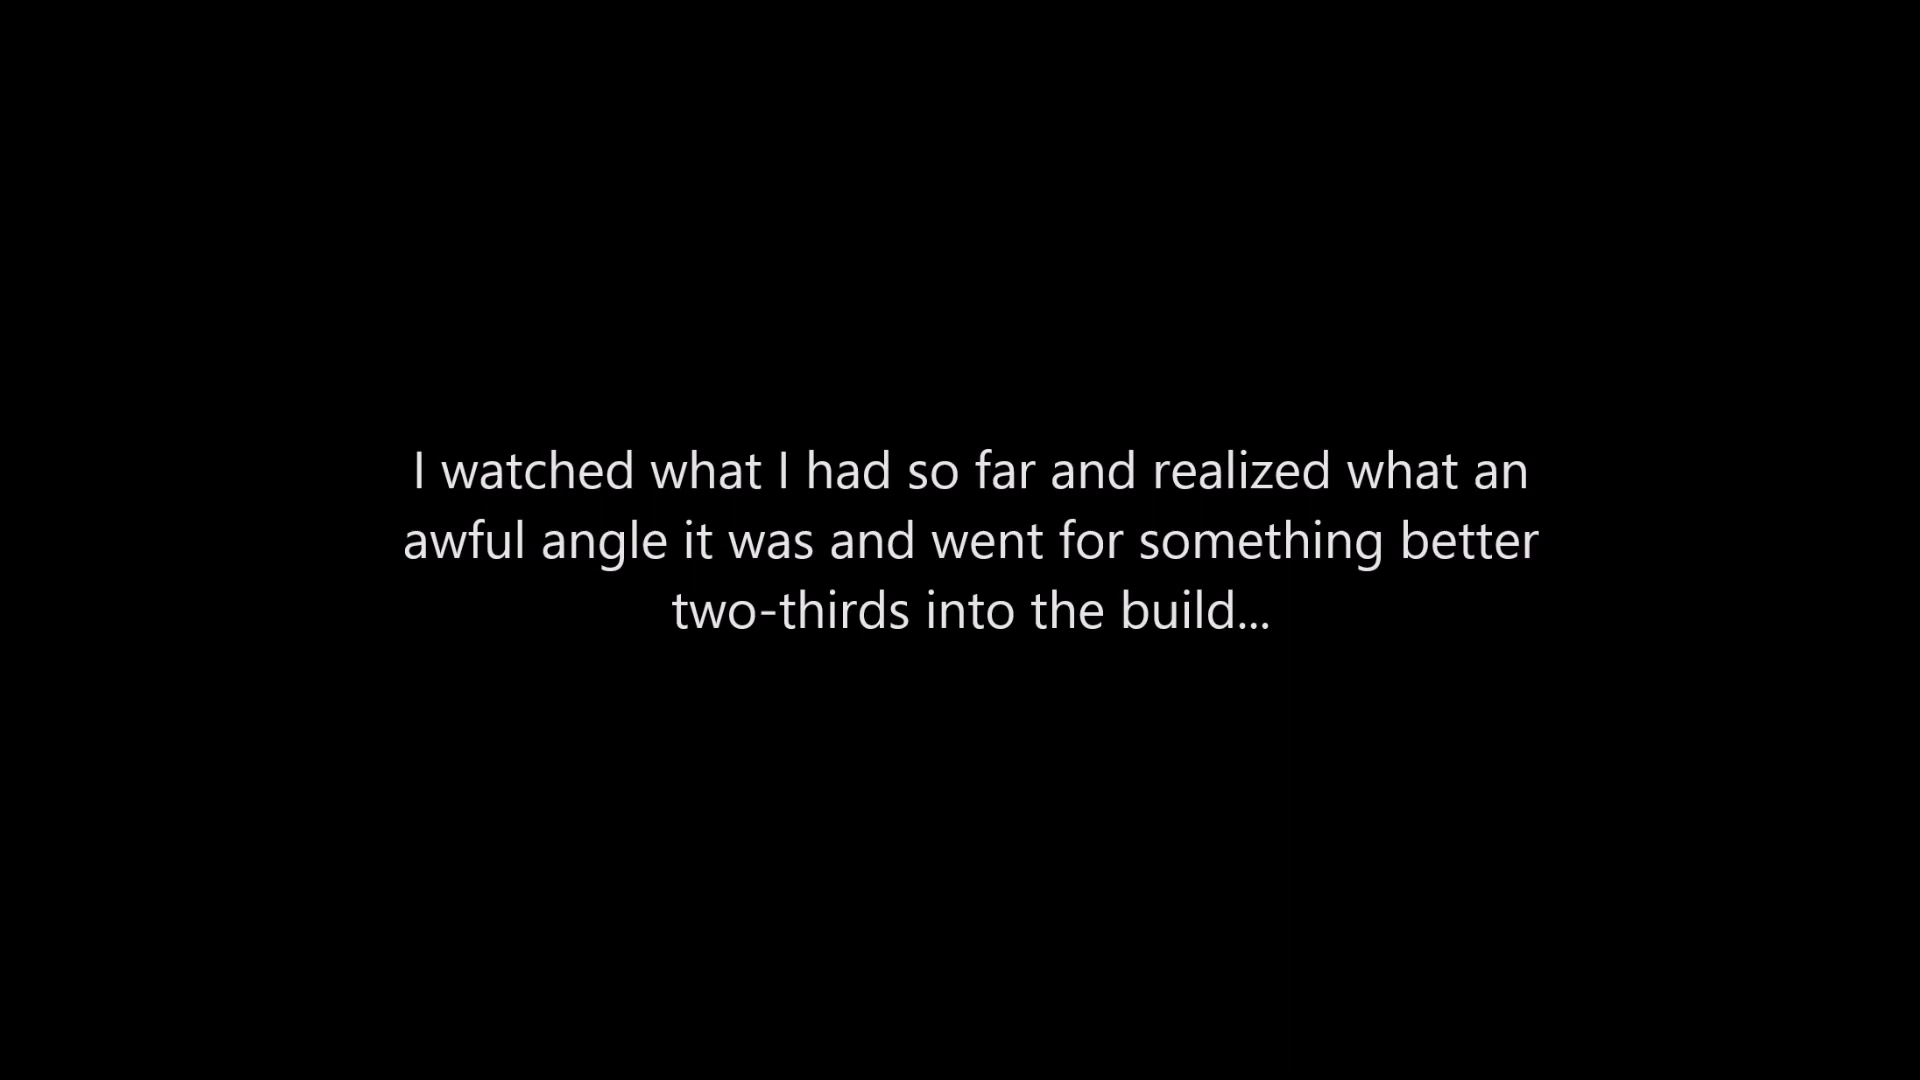 I watched what I had so far and realized what an
awful angle it was and went for something better
two-thirds into the build...